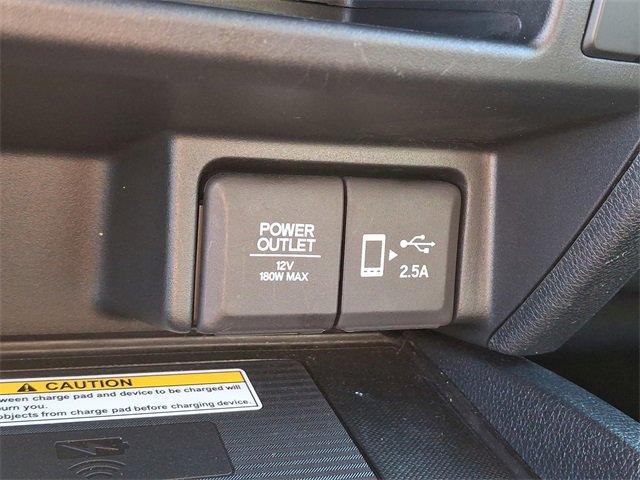 POWER
OUTLET
12V
180W MAX
2.5A
CAUTION
ween charge pad and device to be charged will
urn you.
objects from charge pad before charging device.